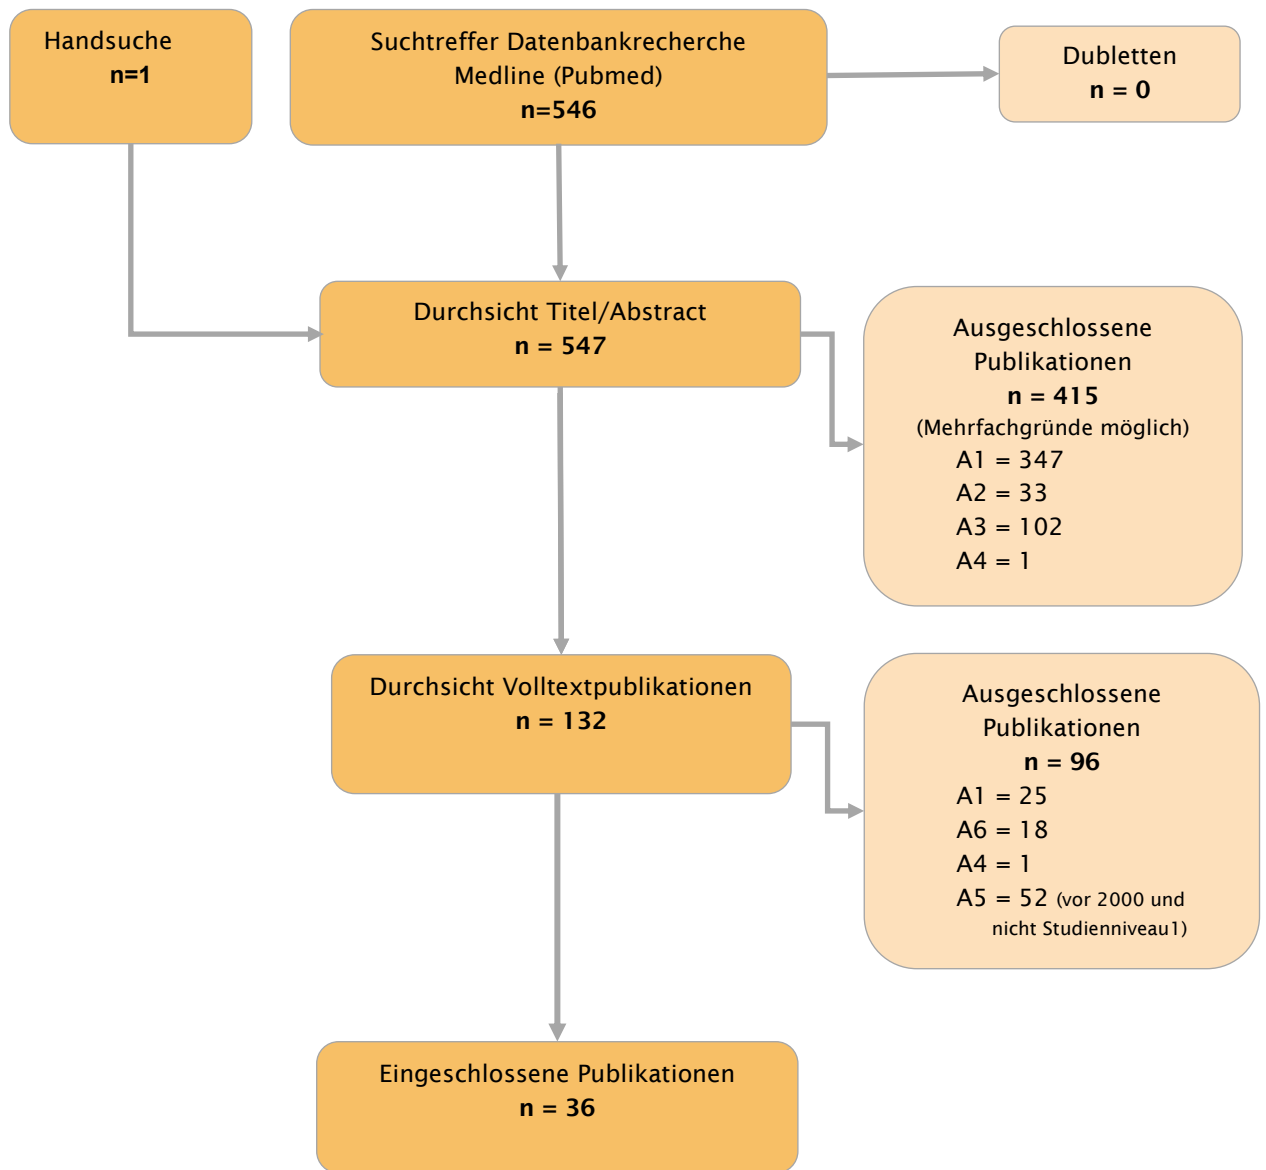 Handsuche
n=1
Suchtreffer Datenbankrecherche
Medline (Pubmed)
n=546
Dubletten
n = 0
Durchsicht Titel/Abstract
n = 547
Ausgeschlossene
Publikationen
n = 415
(Mehrfachgründe möglich)
A1 = 347
A2 = 33
A3 = 102
A4 = 1
Durchsicht Volltextpublikationen
n = 132
Ausgeschlossene
Publikationen
n = 96
A1 = 25
A6 = 18
A4 = 1
A5 = 52 (vor 2000 und
nicht Studienniveau1)
Eingeschlossene Publikationen
n = 36